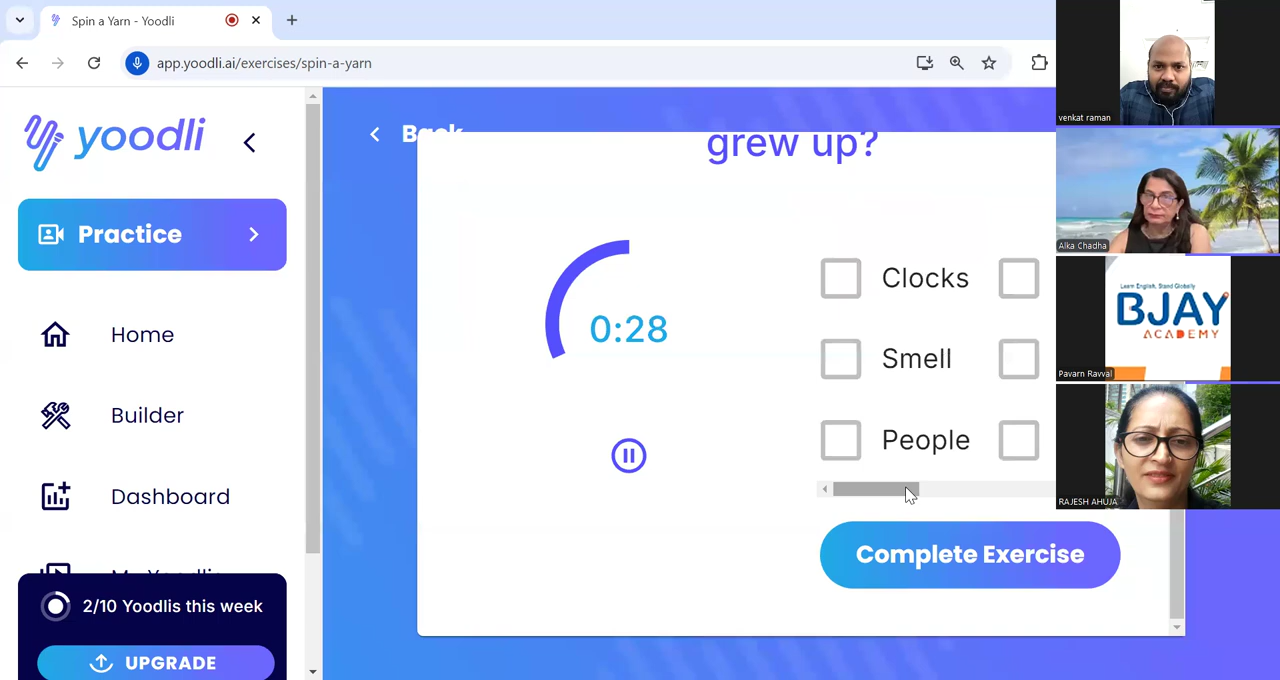 Spin a Yarn - Yoodli
app.yoodli.ai/exercises/spin-a-yarn
yoodli
Back
Practice
Home
Builder
Dashboard
2/10 Yoodlis this week
UPGRADE
grew up?
0:28
Clocks
Smell
People
Complete Exercise
venkat raman
Alka Chadha
Learn English, Stand Globally
BJAY
ACADEMY
Pavarn Ravval
RAJESH AHUJA